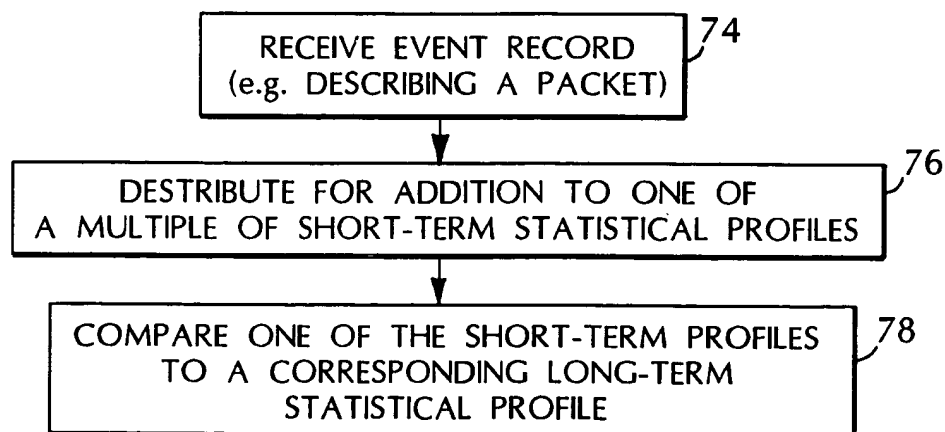 74
RECEIVE EVENT RECORD
(e.g. DESCRIBING A PACKET)
76
DESTRIBUTE FOR ADDITION TO ONE OF
A MULTIPLE OF SHORT-TERM STATISTICAL PROFILES
78
COMPARE ONE OF THE SHORT-TERM PROFILES
TO A CORRESPONDING LONG-TERM
STATISTICAL PROFILE